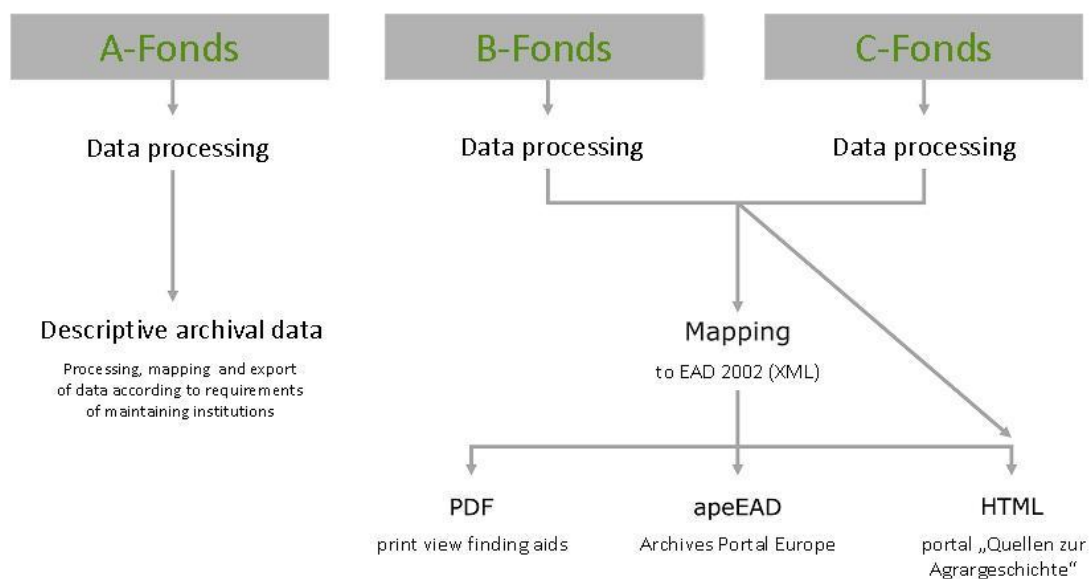 A-Fonds
B-Fonds
C-Fonds
Data processing
Data processing
Data processing
Descriptive archival data
Processing, mapping and export
of data according to requirements
of maintaining institutions
Mapping
to EAD 2002 (XML)
PDF
print view finding aids
apeEAD
Archives Portal Europe
HTML
portal „Quellen zur
Agrargeschichte“